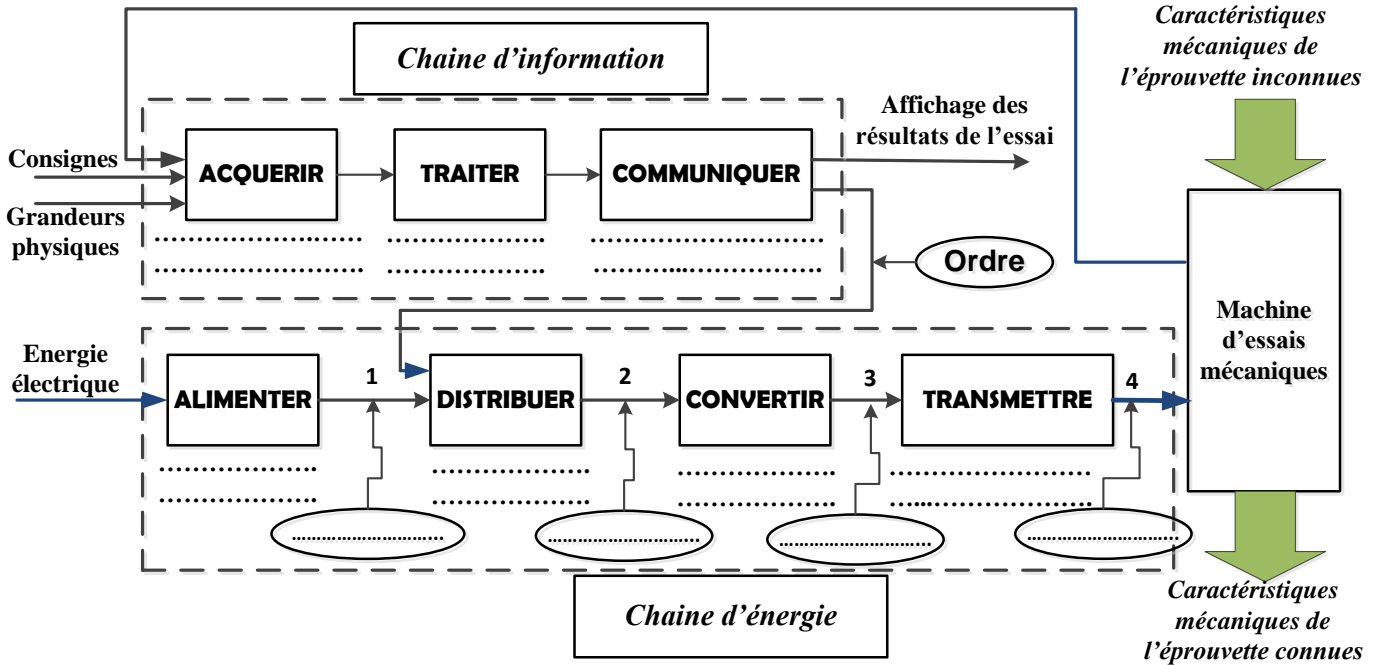 Chaine d’information
Caractéristiques
mécaniques de
l’éprouvette inconnues
Affichage des
résultats de l’essai
Consignes
Grandeurs
physiques
ACQUERIR
TRAITER
COMMUNIQUER
..............................
......................
................................
..............................
......................
................................
Ordre
Machine
d’essais
mécaniques
Energie
électrique
ALIMENTER
1
DISTRIBUER
2
CONVERTIR
3
TRANSMETTRE
4
......................
......................
......................
.............................
......................
......................
......................
.............................
................................
................................
................................
................................
Chaine d’énergie
Caractéristiques
mécaniques de
l’éprouvette connues